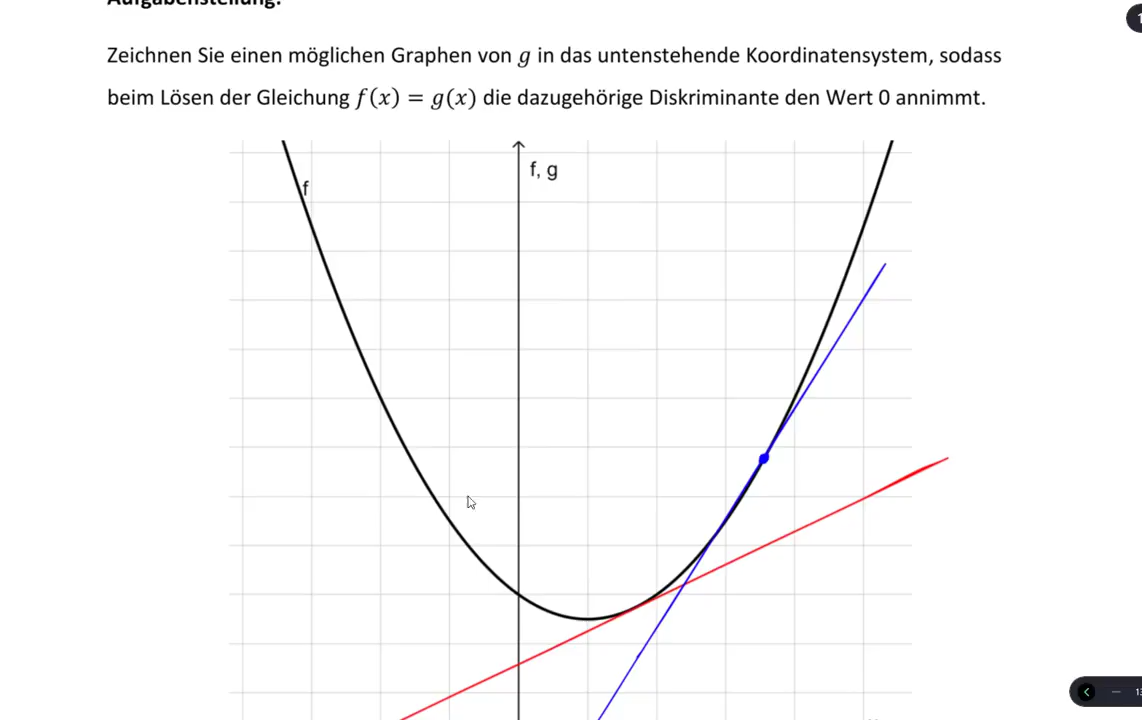 Aufgabenstellung:
Zeichnen Sie einen möglichen Graphen von g in das untenstehende Koordinatensystem, sodass
beim Lösen der Gleichung f(x) = g(x) die dazugehörige Diskriminante den Wert 0 annimmt.
f, g
f